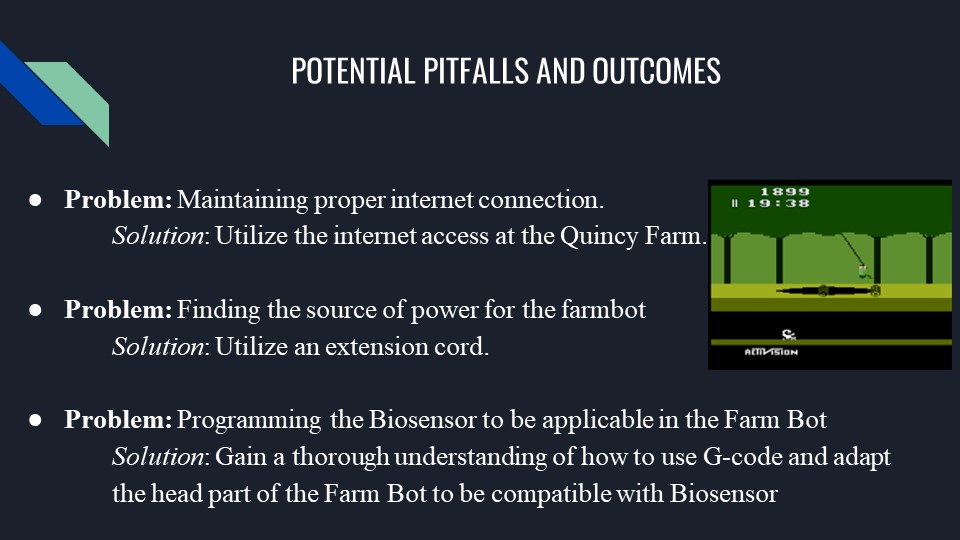 POTENTIAL PITFALLS AND OUTCOMES
● Problem: Maintaining proper internet connection.
Solution: Utilize the internet access at the Quincy Farm.
● Problem: Finding the source of power for the farmbot
Solution: Utilize an extension cord.
● Problem: Programming the Biosensor to be applicable in the Farm Bot
Solution: Gain a thorough understanding of how to use G-code and adapt
the head part of the Farm Bot to be compatible with Biosensor
1899
II 19:38
ACTIVISION